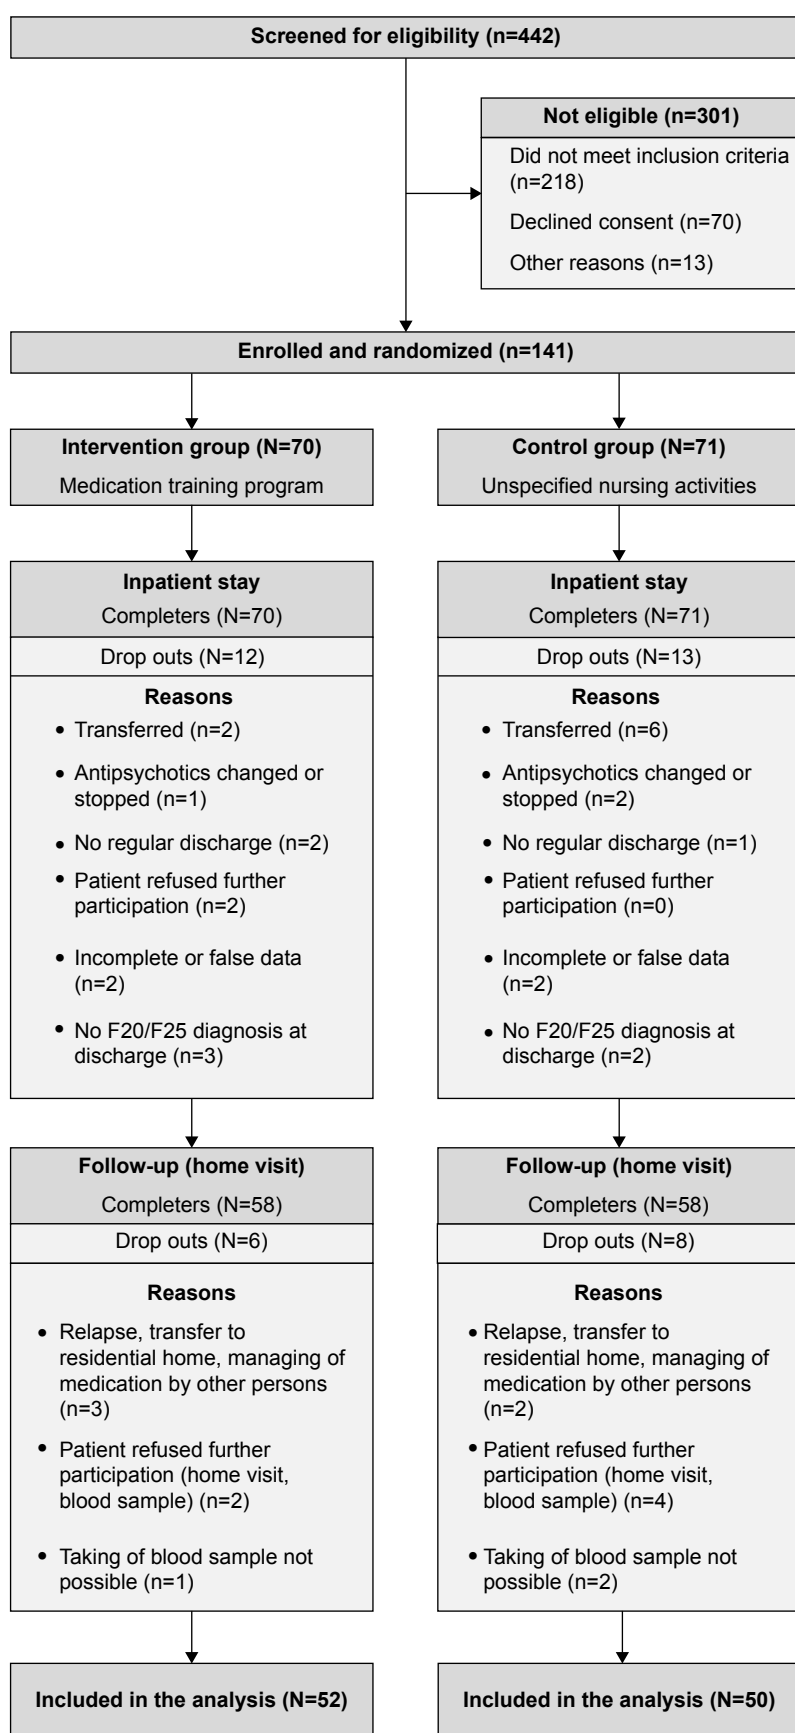 Screened for eligibility (n=442)
Not eligible (n=301)
Did not meet inclusion criteria
(n=218)
Declined consent (n=70)
Other reasons (n=13)
Enrolled and randomized (n=141)
Intervention group (N=70)
Medication training program
Control group (N=71)
Unspecified nursing activities
Inpatient stay
Completers (N=70)
Drop outs (N=12)
Reasons
• Transferred (n=2)
• Antipsychotics changed or
stopped (n=1)
• No regular discharge (n=2)
• Patient refused further
participation (n=2)
• Incomplete or false data
(n=2)
• No F20/F25 diagnosis at
discharge (n=3)
Inpatient stay
Completers (N=71)
Drop outs (N=13)
Reasons
• Transferred (n=6)
• Antipsychotics changed or
stopped (n=2)
• No regular discharge (n=1)
• Patient refused further
participation (n=0)
• Incomplete or false data
(n=2)
• No F20/F25 diagnosis at
discharge (n=2)
Follow-up (home visit)
Completers (N=58)
Drop outs (N=6)
Reasons
• Relapse, transfer to
residential home, managing of
medication by other persons
(n=3)
• Patient refused further
participation (home visit,
blood sample) (n=2)
• Taking of blood sample not
possible (n=1)
Follow-up (home visit)
Completers (N=58)
Drop outs (N=8)
Reasons
• Relapse, transfer to
residential home, managing of
medication by other persons
(n=2)
• Patient refused further
participation (home visit,
blood sample) (n=4)
• Taking of blood sample not
possible (n=2)
Included in the analysis (N=52)
Included in the analysis (N=50)